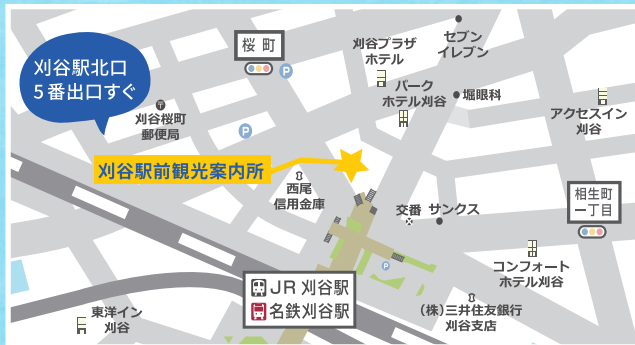 刈谷駅北口
5番出口すぐ
桜町
P
刈谷プラザ
ホテル
セブン
イレブン
パーク
ホテル刈谷
堀眼科
アクセスイン
刈谷
〒
刈谷桜町
郵便局
P
刈谷駅前観光案内所
西尾
信用金庫
交番
サンクス
相生町
一丁目
P
コンフォート
ホテル刈谷
JR 刈谷駅
名鉄刈谷駅
(株)三井住友銀行
刈谷支店
東洋イン
刈谷